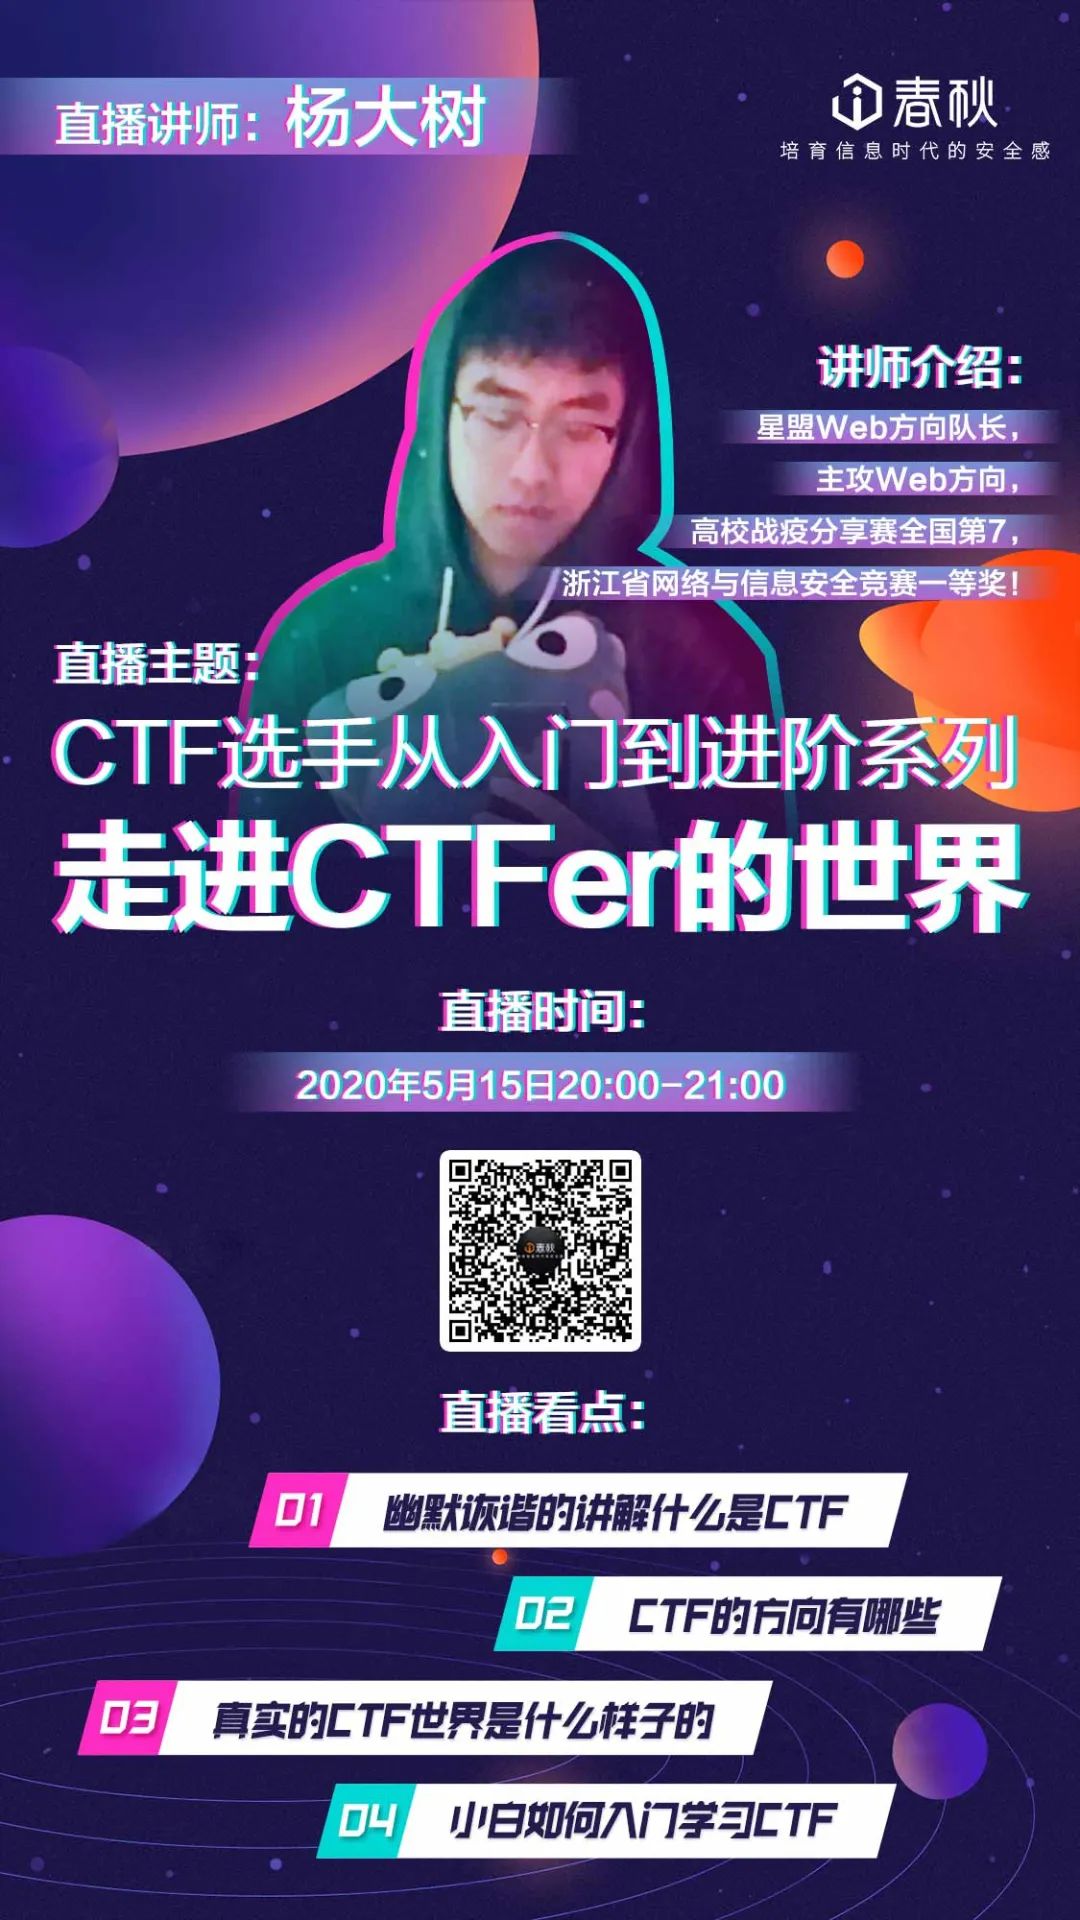 直播讲师：杨大树
i春秋
培育信息时代的安全感
讲师介绍：
星盟Web方向队长，
主攻Web方向，
高校战疫分享赛全国第7，
浙江省网络与信息安全竞赛一等奖！
直播主题：
CTF选手从入门到进阶系列
走进CTFer的世界
直播时间：
2020年5月15日20:00-21:00
i春秋
直播看点：
01 幽默诙谐的讲解什么是CTF
02 CTF的方向有哪些
03 真实的CTF世界是什么样子的
04 小白如何入门学习CTF